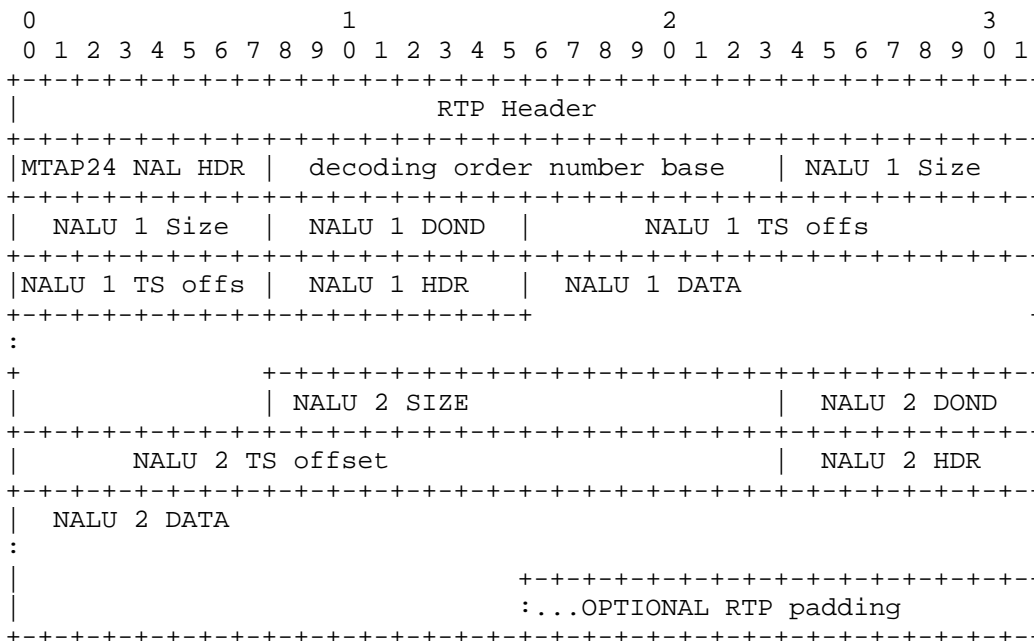 0                   1                   2                   3
0 1 2 3 4 5 6 7 8 9 0 1 2 3 4 5 6 7 8 9 0 1 2 3 4 5 6 7 8 9 0 1
+-+-+-+-+-+-+-+-+-+-+-+-+-+-+-+-+-+-+-+-+-+-+-+-+-+-+-+-+-+-+-+-
|                          RTP Header
+-+-+-+-+-+-+-+-+-+-+-+-+-+-+-+-+-+-+-+-+-+-+-+-+-+-+-+-+-+-+-+-
|MTAP24 NAL HDR |  decoding order number base   | NALU 1 Size
+-+-+-+-+-+-+-+-+-+-+-+-+-+-+-+-+-+-+-+-+-+-+-+-+-+-+-+-+-+-+-+-
|  NALU 1 Size  |  NALU 1 DOND  |       NALU 1 TS offs
+-+-+-+-+-+-+-+-+-+-+-+-+-+-+-+-+-+-+-+-+-+-+-+-+-+-+-+-+-+-+-+-
|NALU 1 TS offs |  NALU 1 HDR   |  NALU 1 DATA
+-+-+-+-+-+-+-+-+-+-+-+-+-+-+-+-+                               +
:
+               +-+-+-+-+-+-+-+-+-+-+-+-+-+-+-+-+-+-+-+-+-+-+-+-
|               | NALU 2 SIZE                   |  NALU 2 DOND
+-+-+-+-+-+-+-+-+-+-+-+-+-+-+-+-+-+-+-+-+-+-+-+-+-+-+-+-+-+-+-+-
|       NALU 2 TS offset                        |  NALU 2 HDR
+-+-+-+-+-+-+-+-+-+-+-+-+-+-+-+-+-+-+-+-+-+-+-+-+-+-+-+-+-+-+-+-
|  NALU 2 DATA
:
|                               +-+-+-+-+-+-+-+-+-+-+-+-+-+-+-+-
|                               :...OPTIONAL RTP padding
+-+-+-+-+-+-+-+-+-+-+-+-+-+-+-+-+-+-+-+-+-+-+-+-+-+-+-+-+-+-+-+-